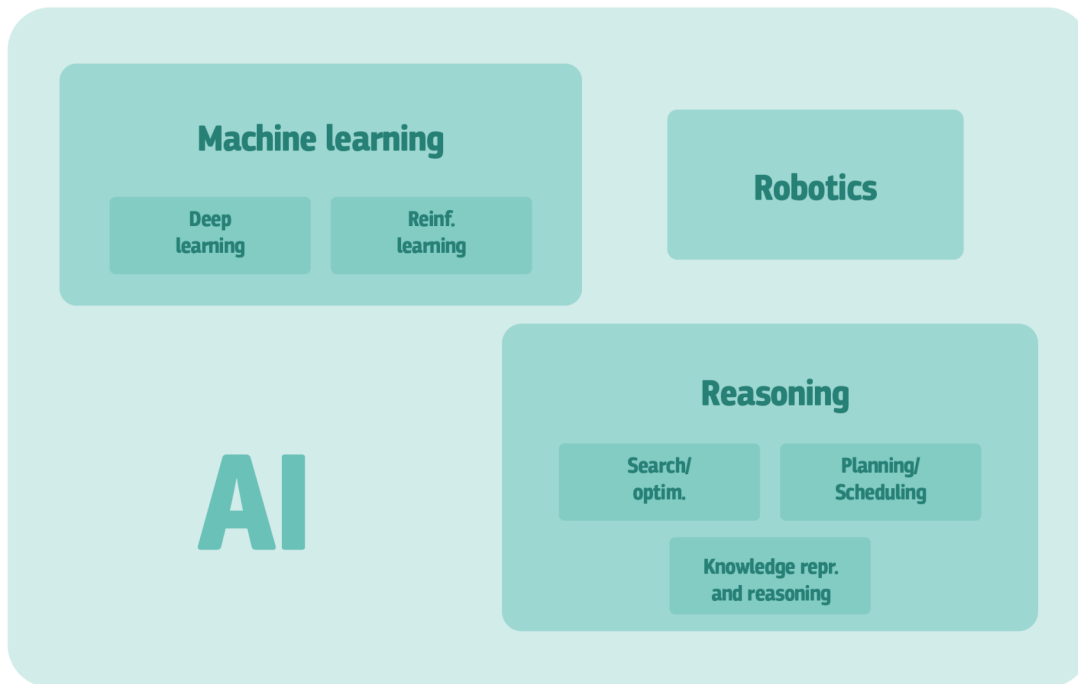 Machine learning
Deep
learning
Reinf.
learning
Robotics
Reasoning
Search/
optim.
Planning/
Scheduling
Knowledge repr.
and reasoning
AI